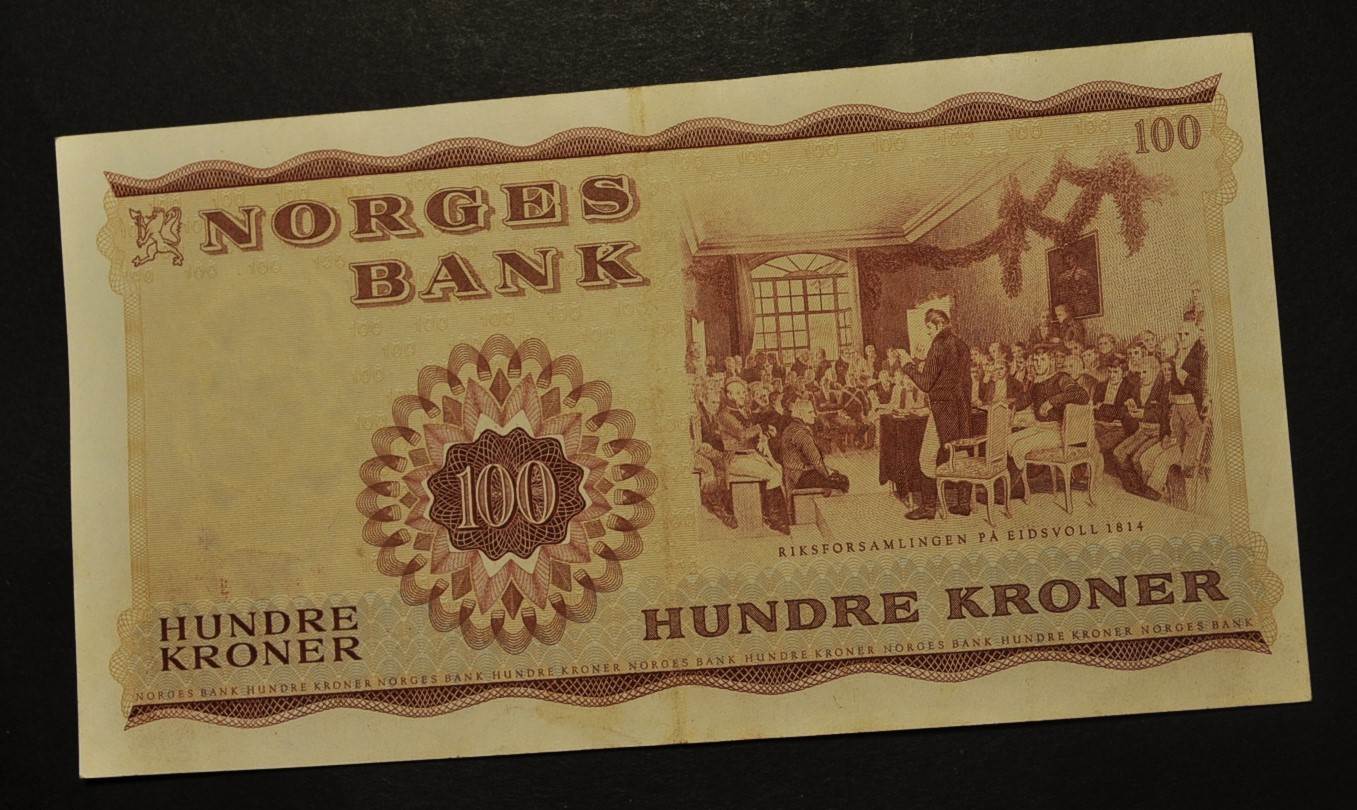 NORGES
BANK
100
100
RIKSFORSAMLINGEN PÅ EIDSVOLL 1814
HUNDRE
KRONER
HUNDRE KRONER
NORGES BANK HUNDRE KRONER NORGES BANK HUNDRE KRONER NORGES BANK HUNDRE KRONER NORGES BANK HUNDRE KRONER NORGES BANK